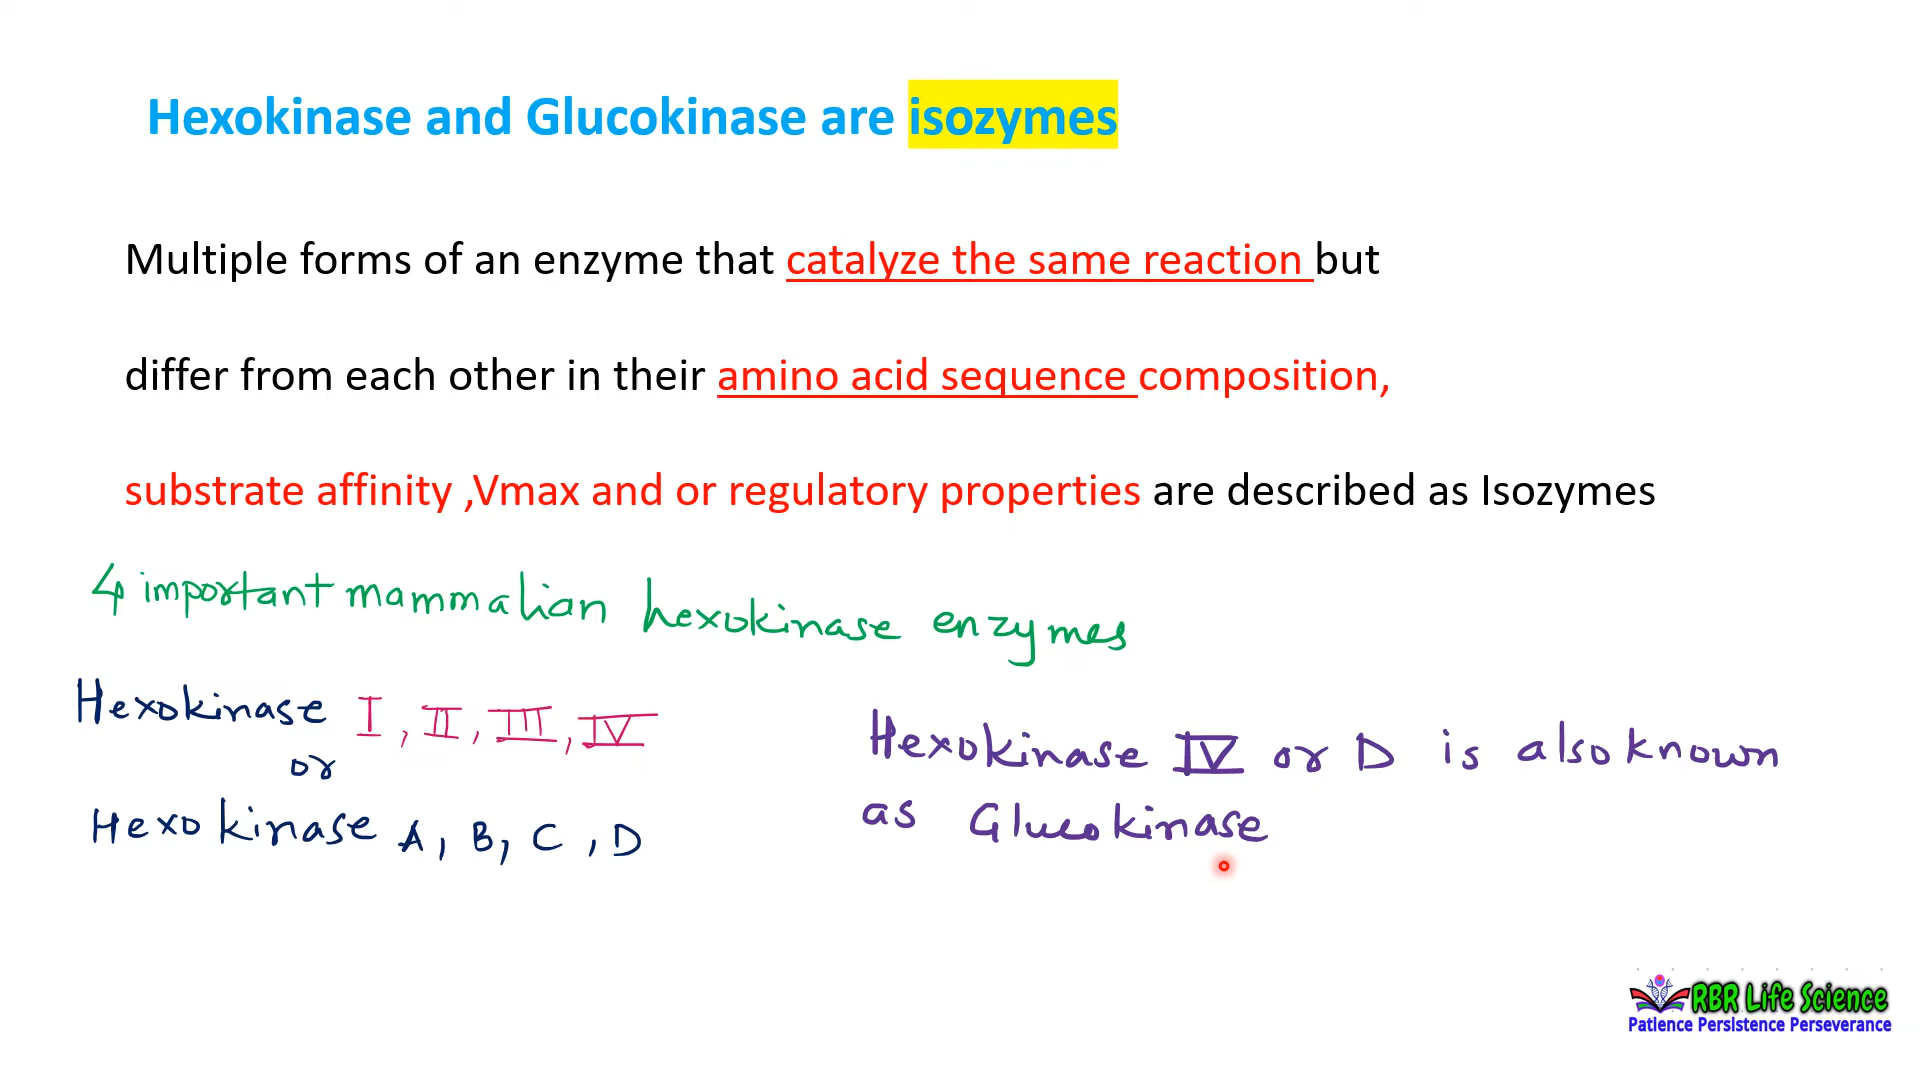 Hexokinase and Glucokinase are isozymes
Multiple forms of an enzyme that catalyze the same reaction but
differ from each other in their amino acid sequence composition,
substrate affinity ,Vmax and or regulatory properties are described as Isozymes
4 important mammalian hexokinase enzymes
Hexokinase I, II, III, IV
or
Hexokinase A, B, C, D
Hexokinase IV or D is also known
as Glucokinase
RBR Life Science
Patience Persistence Perseverance